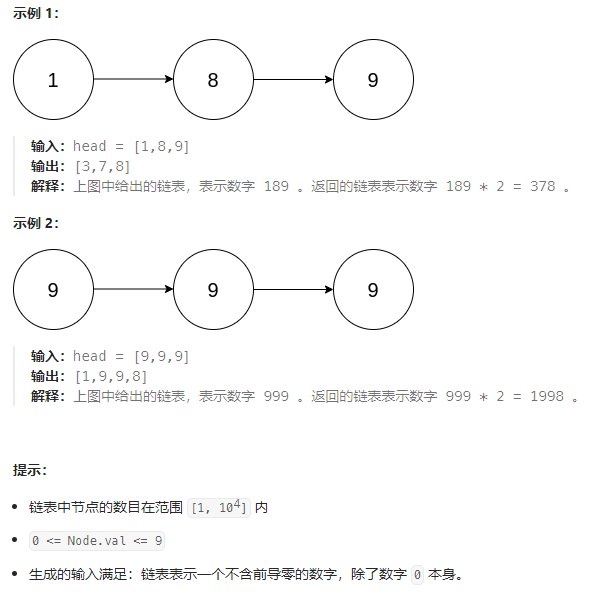 示例 1：
1 8 9
输入：head = [1,8,9]
输出：[3,7,8]
解释：上图中给出的链表，表示数字 189 。返回的链表表示数字 189 * 2 = 378 。
示例 2：
9 9 9
输入：head = [9,9,9]
输出：[1,9,9,8]
解释：上图中给出的链表，表示数字 999 。返回的链表表示数字 999 * 2 = 1998 。
提示：
• 链表中节点的数目在范围 [1, 10⁴] 内
• 0 <= Node.val <= 9
• 生成的输入满足：链表表示一个不含前导零的数字，除了数字 0 本身。